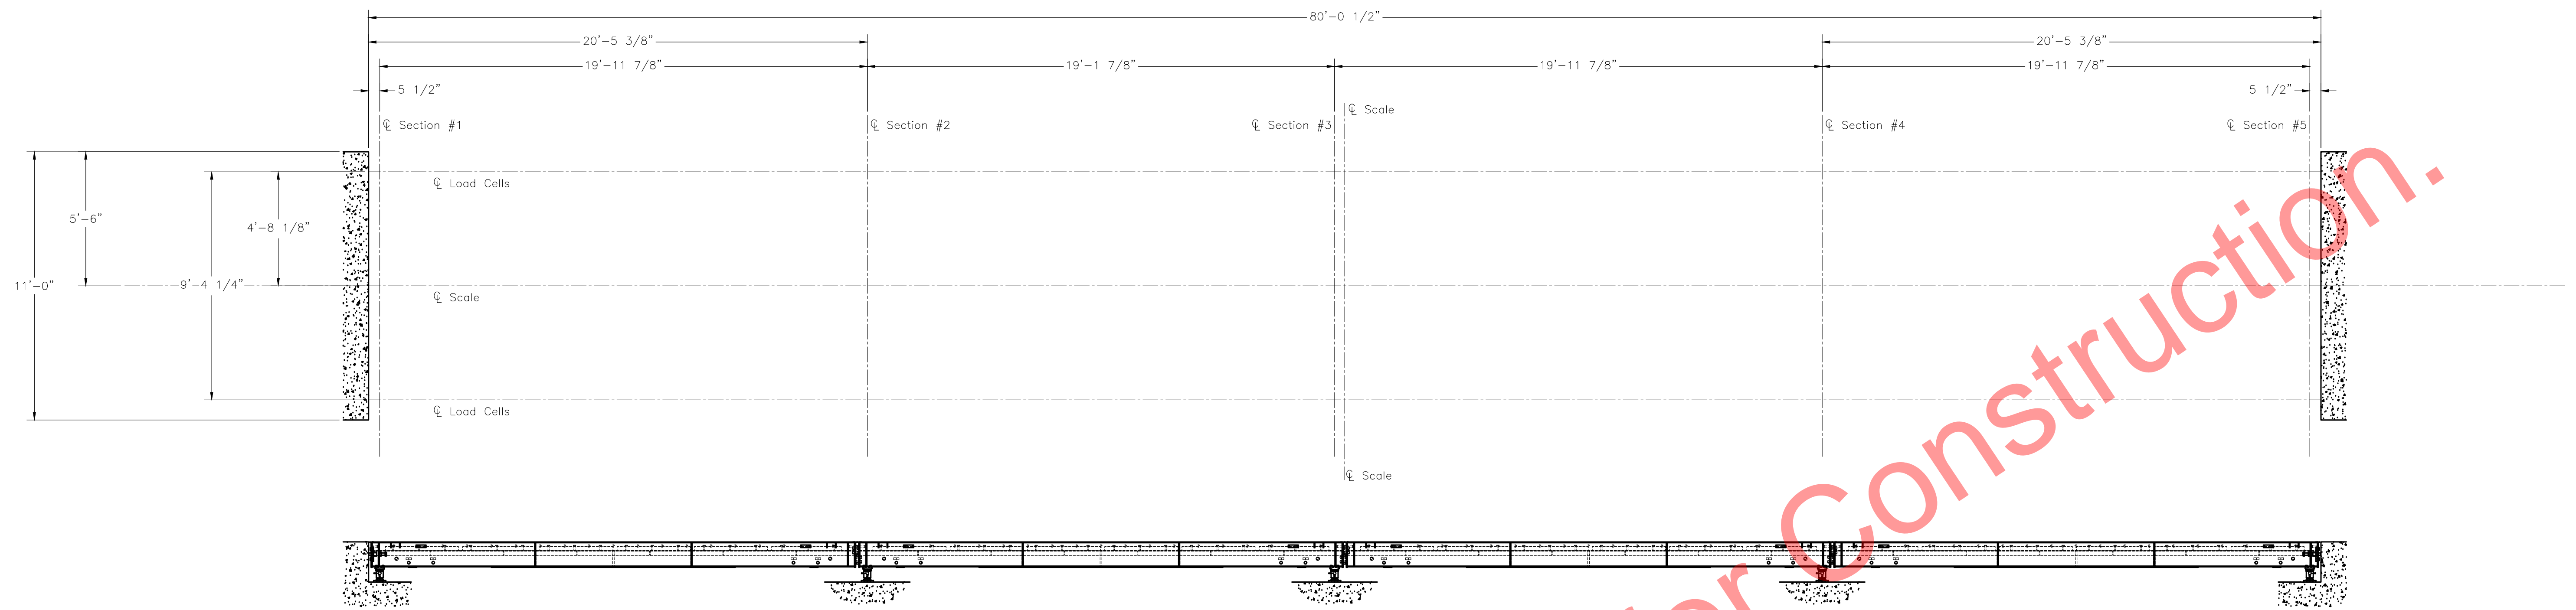 80'-0 1/2"
20'-5 3/8"
20'-5 3/8"
19'-11 7/8"
19'-1 7/8"
19'-11 7/8"
19'-11 7/8"
5 1/2"
5 1/2"
℄ Scale
℄ Section #1
℄ Section #2
℄ Section #3
℄ Section #4
℄ Section #5
℄ Load Cells
5'-6"
4'-8 1/8"
11'-0"
9'-4 1/4"
℄ Scale
℄ Load Cells
℄ Scale
Construction.